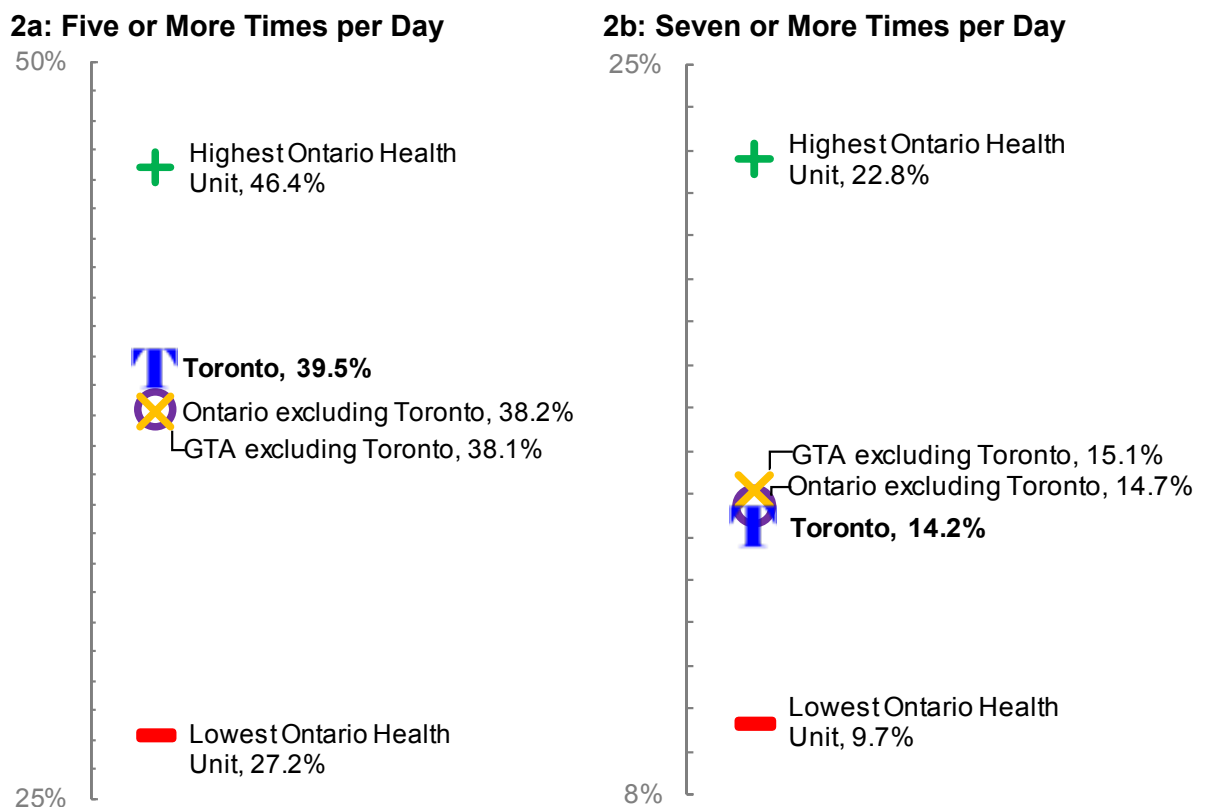 2a: Five or More Times per Day
50%
Highest Ontario Health
Unit, 46.4%
T
Toronto, 39.5%
Ontario excluding Toronto, 38.2%
GTA excluding Toronto, 38.1%
Lowest Ontario Health
Unit, 27.2%
25%
2b: Seven or More Times per Day
25%
Highest Ontario Health
Unit, 22.8%
GTA excluding Toronto, 15.1%
Ontario excluding Toronto, 14.7%
T
Toronto, 14.2%
Lowest Ontario Health
Unit, 9.7%
8%